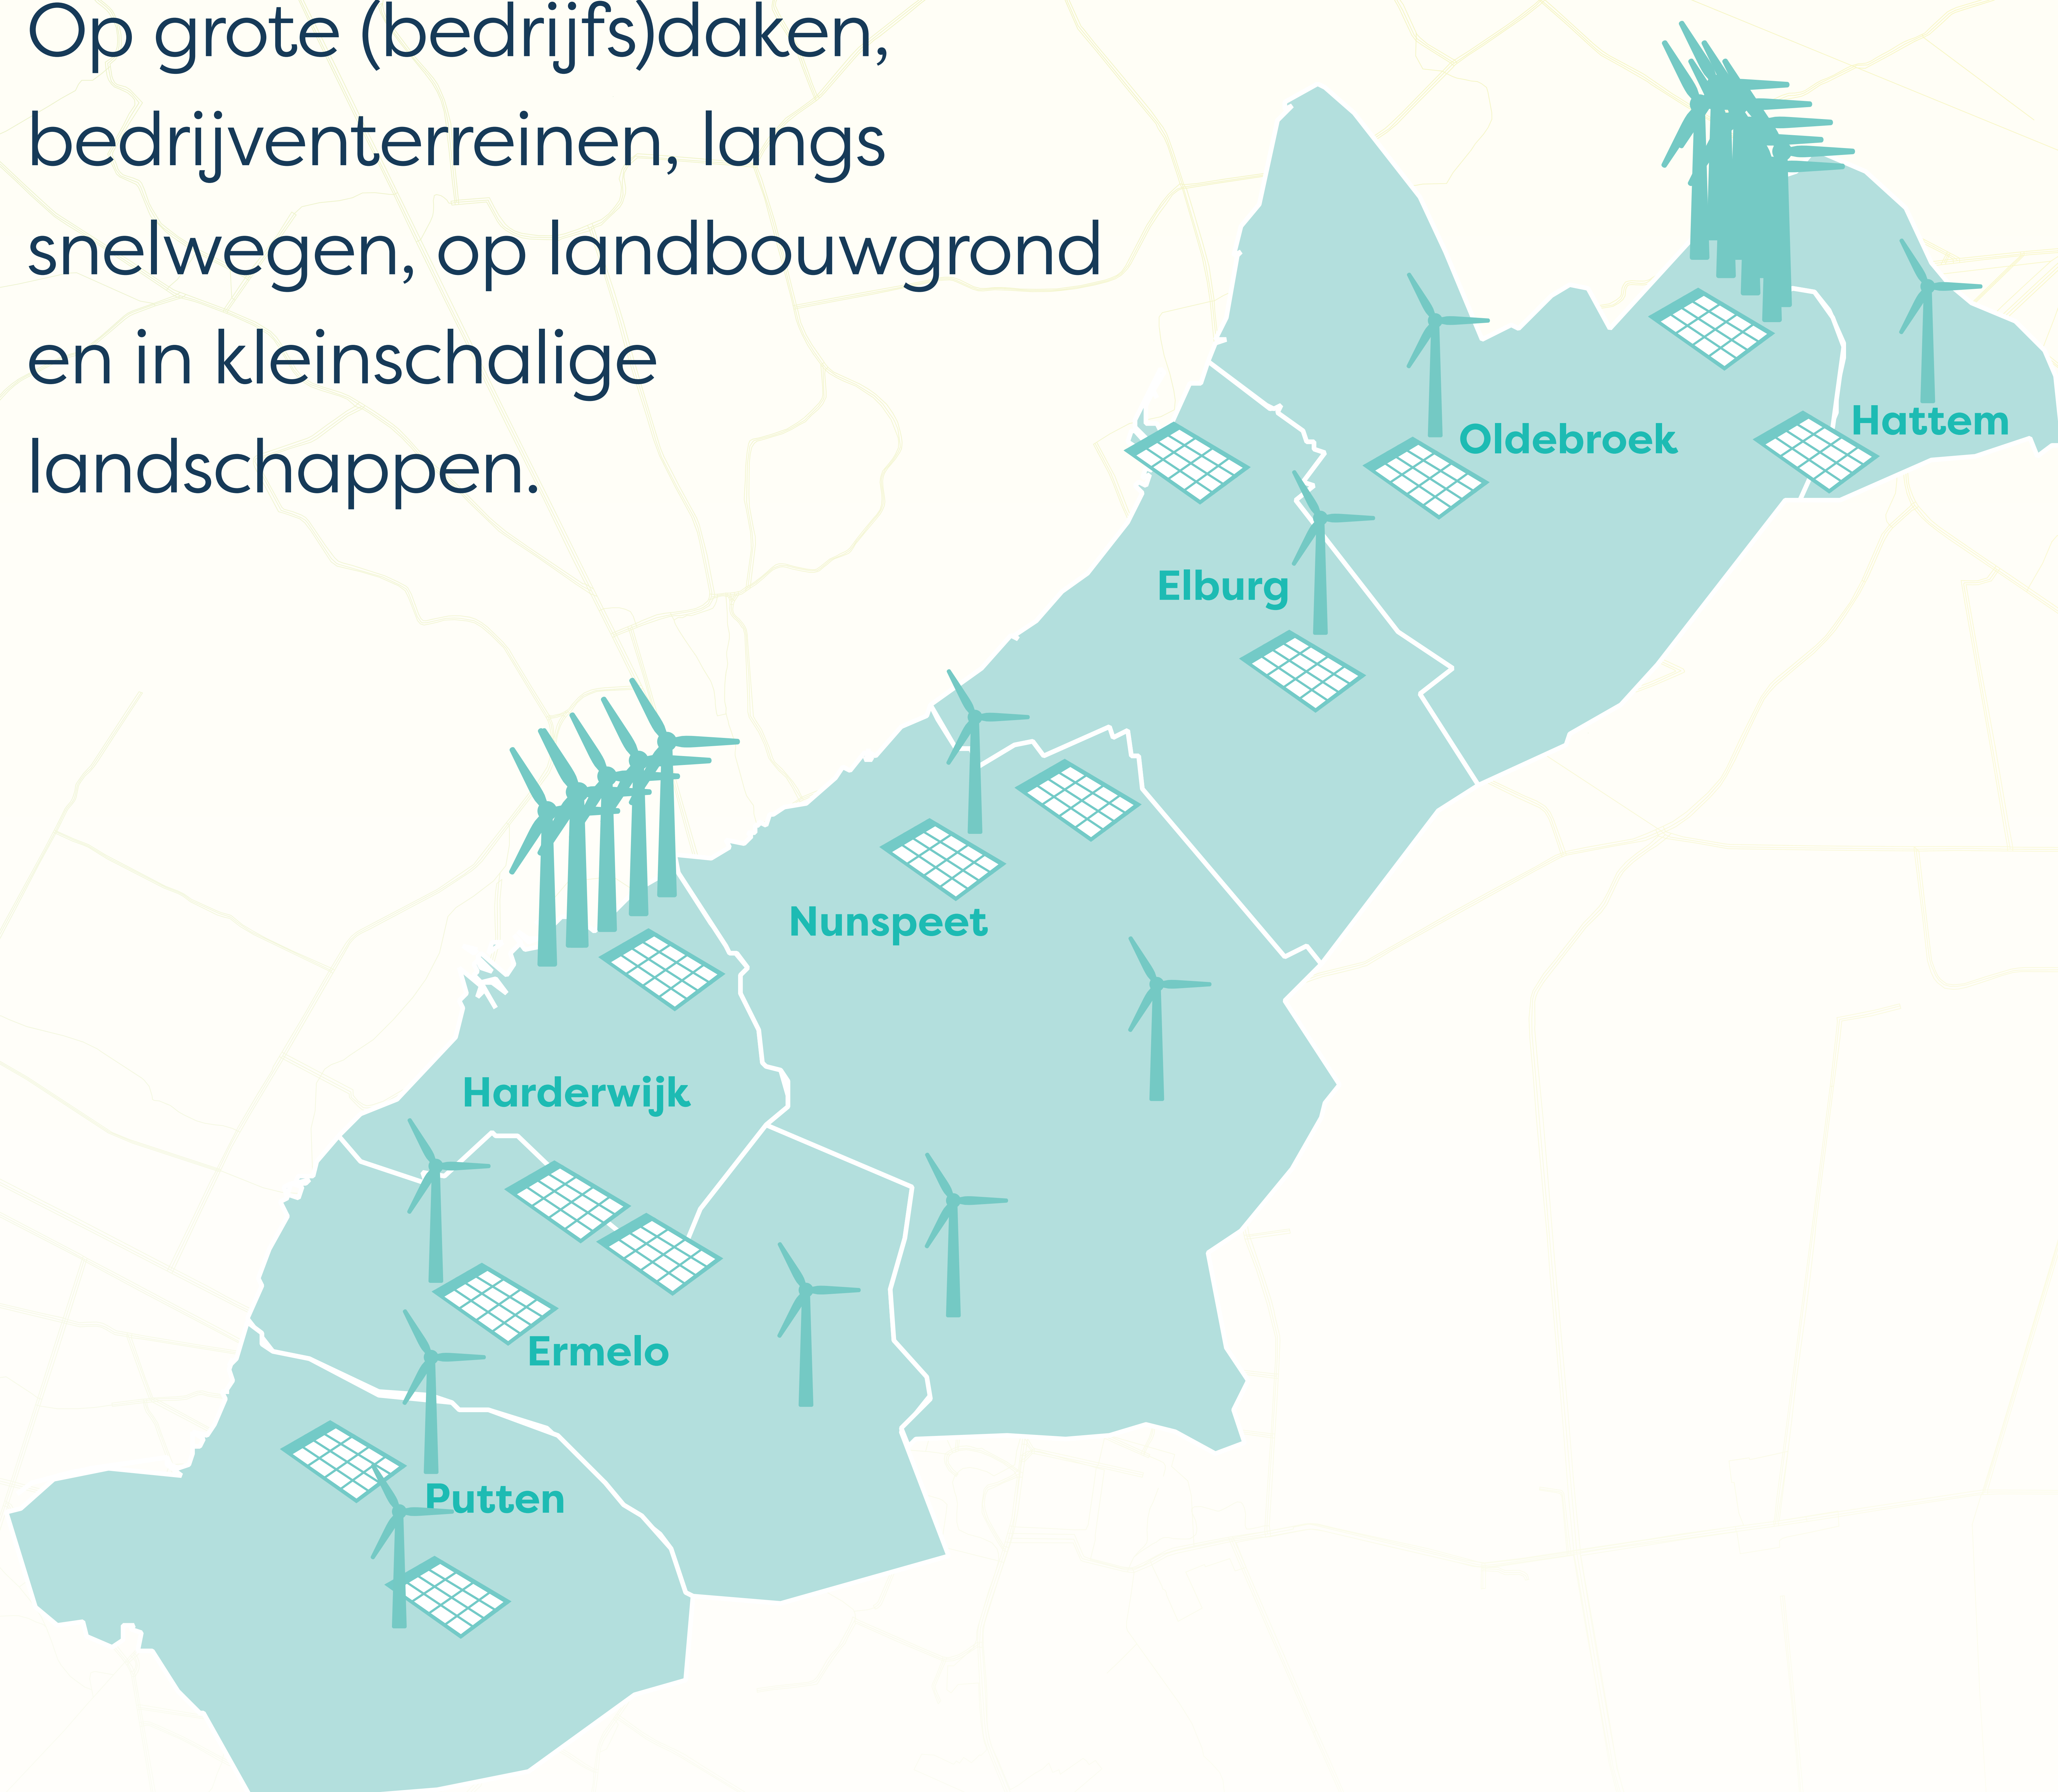 Op grote (bedrijfs)daken,
bedrijventerreinen, langs
snelwegen, op landbouwgrond
en in kleinschalige
landschappen.
Hattem
Oldebroek
Elburg
Nunspeet
Harderwijk
Ermelo
Putten